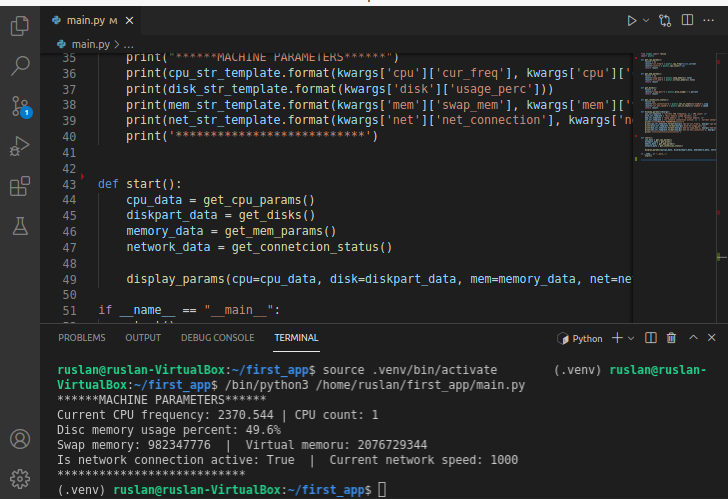 main.py M
main.py > ...
35 print("******MACHINE PARAMETERS******")
36 print(cpu_str_template.format(kwargs['cpu']['cur_freq'], kwargs['cpu']['
37 print(disk_str_template.format(kwargs['disk']['usage_perc']))
38 print(mem_str_template.format(kwargs['mem']['swap_mem'], kwargs['mem']['
39 print(net_str_template.format(kwargs['net']['net_connection'], kwargs['n
40 print('***************************')
41
42
43 def start():
44 cpu_data = get_cpu_params()
45 diskpart_data = get_disks()
46 memory_data = get_mem_params()
47 network_data = get_connetcion_status()
48
49 display_params(cpu=cpu_data, disk=diskpart_data, mem=memory_data, net=ne
50
51 if __name__ == "__main__":
1
PROBLEMS OUTPUT DEBUG CONSOLE TERMINAL
Python
ruslan@ruslan-VirtualBox:~/first_app$ source .venv/bin/activate (.venv) ruslan@ruslan-
VirtualBox:~/first_app$ /bin/python3 /home/ruslan/first_app/main.py
******MACHINE PARAMETERS******
Current CPU frequency: 2370.544 | CPU count: 1
Disc memory usage percent: 49.6%
Swap memory: 982347776 | Virtual memoru: 2076729344
Is network connection active: True | Current network speed: 1000
***************************
(.venv) ruslan@ruslan-VirtualBox:~/first_app$